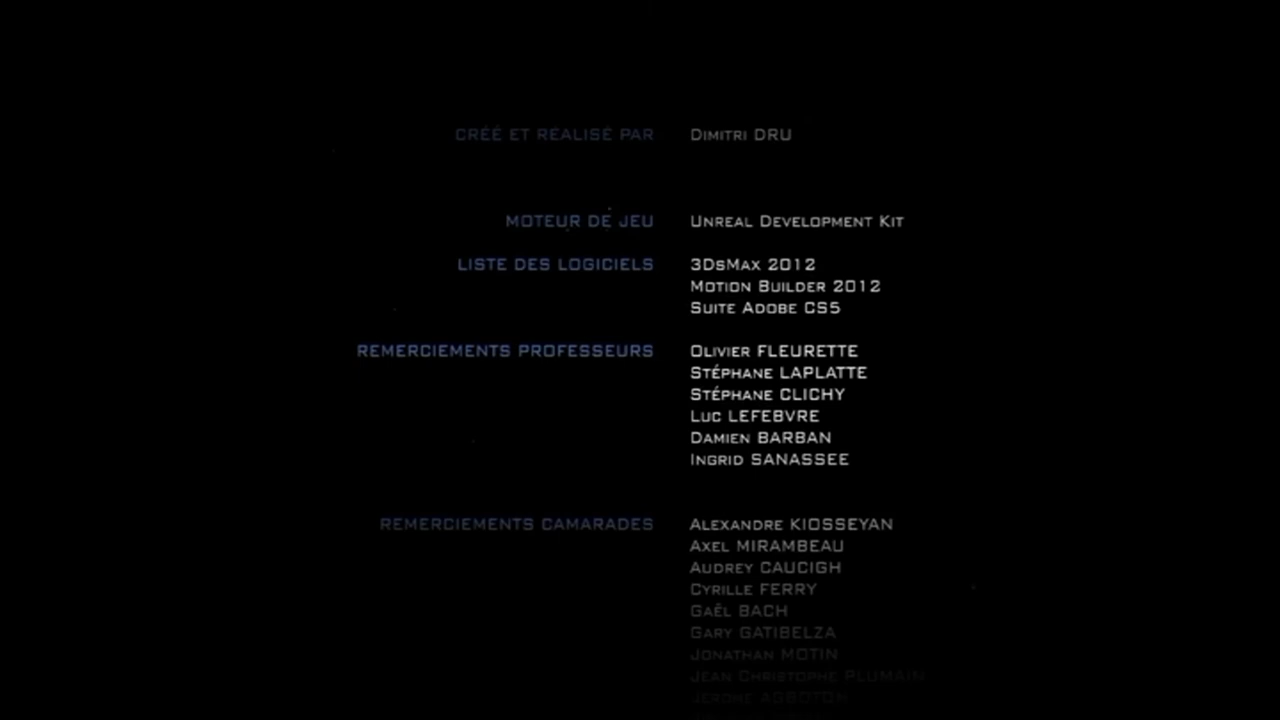 CRÉÉ ET RÉALISÉ PAR Dimitri DRU
MOTEUR DE JEU Unreal Development Kit
LISTE DES LOGICIELS 3DsMax 2012
Motion Builder 2012
Suite Adobe CS5
REMERCIEMENTS PROFESSEURS Olivier FLEURETTE
Stéphane LAPLATTE
Stéphane CLICHY
Luc LEFEBVRE
Damien BARBAN
Ingrid SANASSEE
REMERCIEMENTS CAMARADES Alexandre KIOSSEYAN
Axel MIRAMBEAU
Audrey CAUCIGH
Cyrille FERRY
Gaël BACH
Gary GATIBELZA
Jonathan MOTIN
Jean Christophe PLUMAIN
Jérome